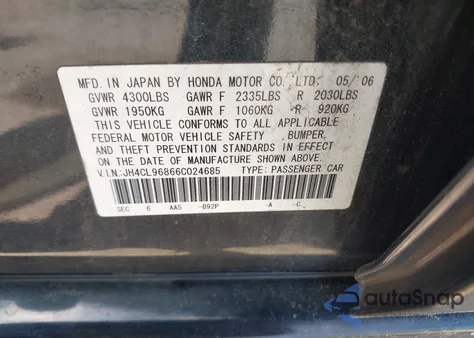 MFD. IN JAPAN BY HONDA MOTOR CO., LTD. 05/06
GVWR 4300LBS GAWR F 2335LBS R 2030LBS
GVWR 1950KG GAWR F 1060KG R 920KG
THIS VEHICLE CONFORMS TO ALL APPLICABLE
FEDERAL MOTOR VEHICLE SAFETY, BUMPER,
AND THEFT PREVENTION STANDARDS IN EFFECT ON
THE DATE OF MANUFACTURE SHOWN ABOVE.
V.I.N: JH4CL96866C024685 TYPE: PASSENGER CAR
SEC 6 AA5 -B92P -A -C
autoSnap